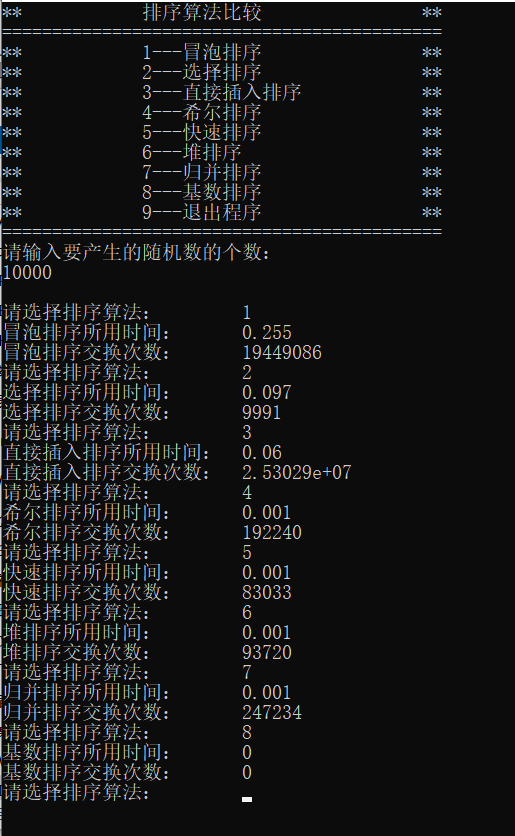 **            排序算法比较                **
============================================
**            1---冒泡排序                **
**            2---选择排序                **
**            3---直接插入排序            **
**            4---希尔排序                **
**            5---快速排序                **
**            6---堆排序                  **
**            7---归并排序                **
**            8---基数排序                **
**            9---退出程序                **
============================================
请输入要产生的随机数的个数:
10000
请选择排序算法:        1
冒泡排序所用时间:      0.255
冒泡排序交换次数:      19449086
请选择排序算法:        2
选择排序所用时间:      0.097
选择排序交换次数:      9991
请选择排序算法:        3
直接插入排序所用时间:  0.06
直接插入排序交换次数:  2.53029e+07
请选择排序算法:        4
希尔排序所用时间:      0.001
希尔排序交换次数:      192240
请选择排序算法:        5
快速排序所用时间:      0.001
快速排序交换次数:      83033
请选择排序算法:        6
堆排序所用时间:        0.001
堆排序交换次数:        93720
请选择排序算法:        7
归并排序所用时间:      0.001
归并排序交换次数:      247234
请选择排序算法:        8
基数排序所用时间:      0
基数排序交换次数:      0
请选择排序算法: